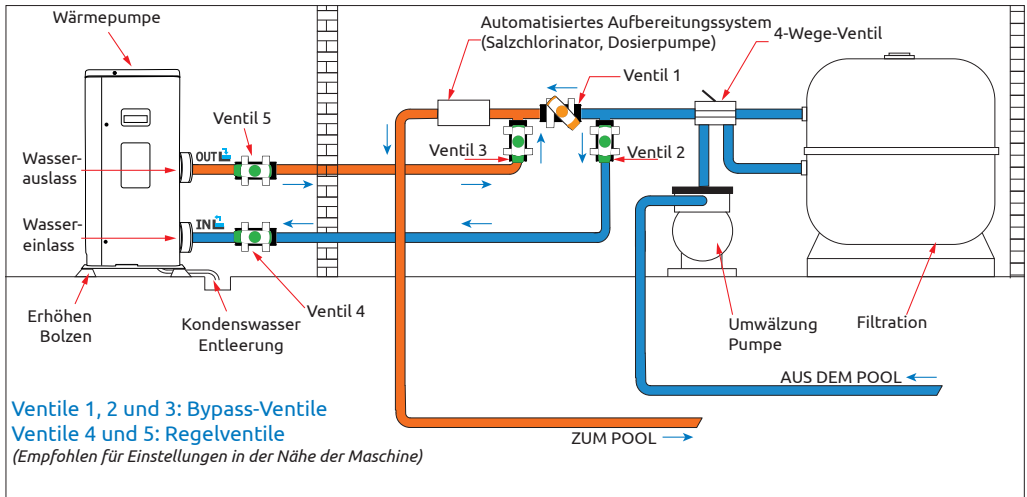 Wärmepumpe
Automatisiertes Aufbereitungssystem
(Salzchlorinator, Dosierpumpe)
4-Wege-Ventil
Ventil 1
Ventil 5
Ventil 3
Ventil 2
Wasser-
auslass
OUT
Wasser-
einlass
IN
Erhöhen
Bolzen
Kondenswasser
Entleerung
Ventil 4
Umwälzung
Pumpe
Filtration
AUS DEM POOL
ZUM POOL
Ventile 1, 2 und 3: Bypass-Ventile
Ventile 4 und 5: Regelventile
(Empfohlen für Einstellungen in der Nähe der Maschine)